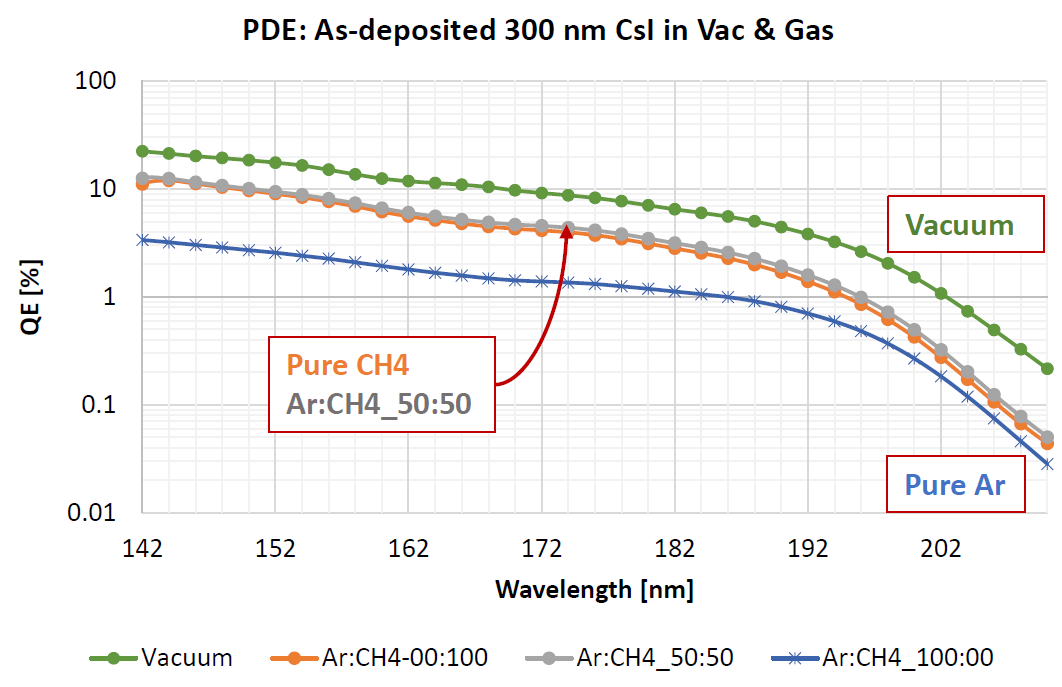 PDE: As-deposited 300 nm CsI in Vac & Gas
100
10
1
0.1
0.01
QE [%]
Vacuum
Pure CH4
Ar:CH4_50:50
Pure Ar
142 152 162 172 182 192 202
Wavelength [nm]
Vacuum Ar:CH4-00:100 Ar:CH4_50:50 Ar:CH4_100:00